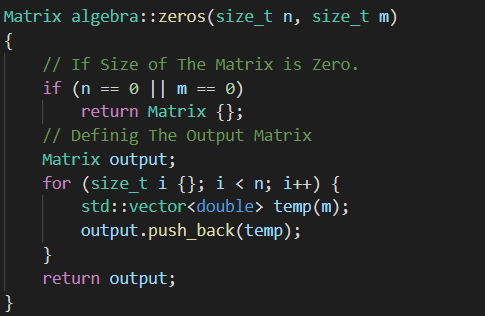 Matrix algebra::zeros(size_t n, size_t m)
{
    // If Size of The Matrix is Zero.
    if (n == 0 || m == 0)
        return Matrix {};
    // Definig The Output Matrix
    Matrix output;
    for (size_t i {}; i < n; i++) {
        std::vector<double> temp(m);
        output.push_back(temp);
    }
    return output;
}